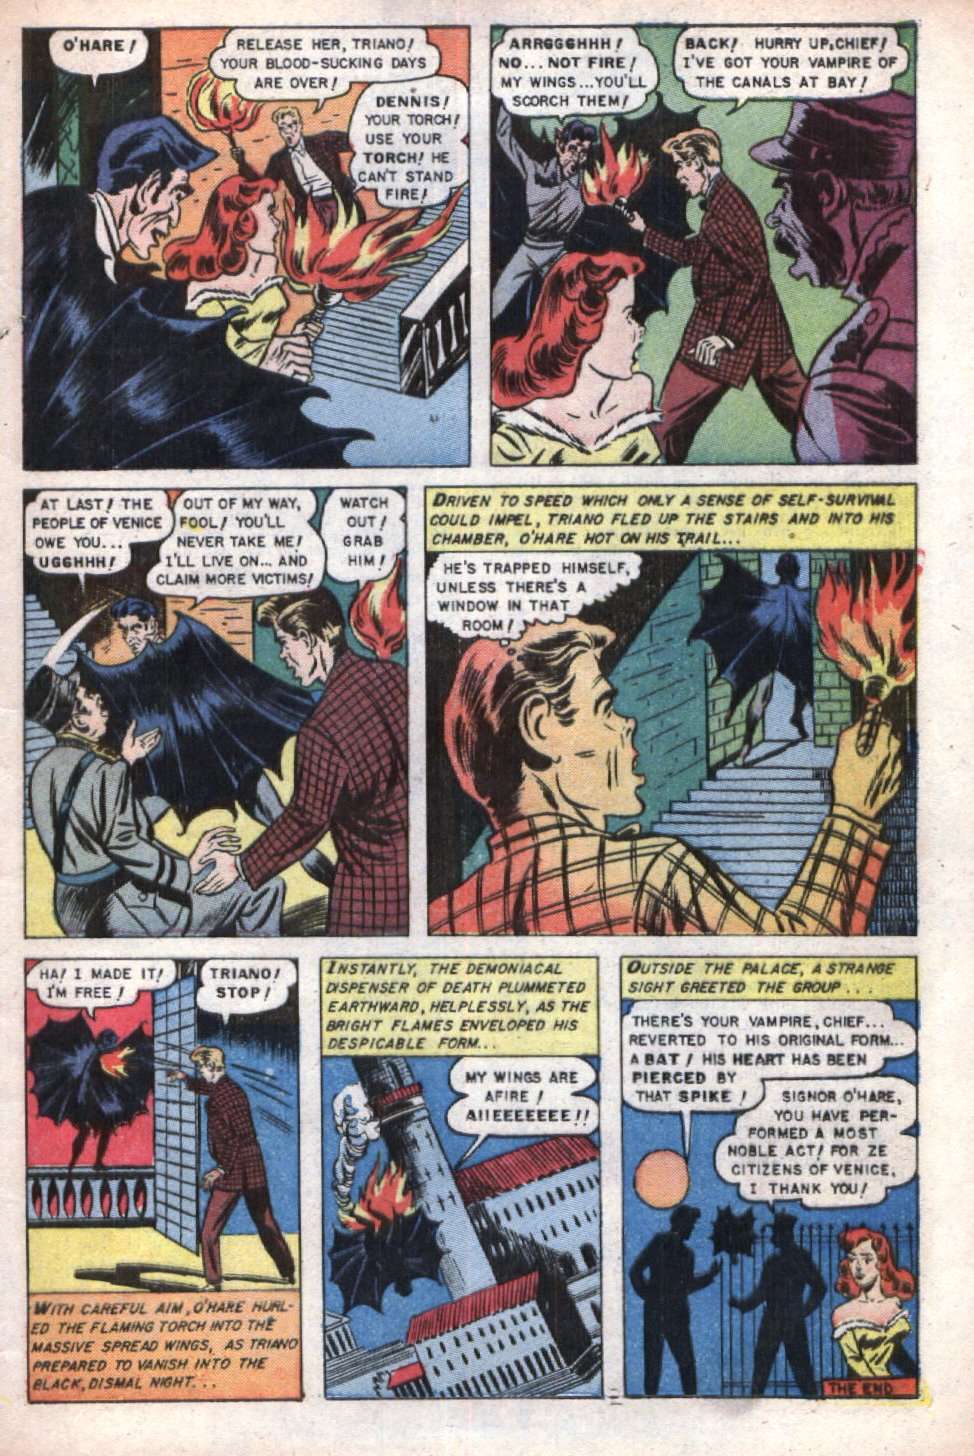 O'HARE!
RELEASE HER, TRIANO!
YOUR BLOOD-SUCKING DAYS
ARE OVER!
DENNIS!
YOUR TORCH!
USE YOUR
TORCH! HE
CAN'T STAND
FIRE!
ARRGGGHHH!
NO... NOT FIRE!
MY WINGS...YOU'LL
SCORCH THEM!
BACK! HURRY UP, CHIEF!
I'VE GOT YOUR VAMPIRE OF
THE CANALS AT BAY!
AT LAST! THE
PEOPLE OF VENICE
OWE YOU...
UGGHHH!
OUT OF MY WAY,
FOOL! YOU'LL
NEVER TAKE ME!
I'LL LIVE ON... AND
CLAIM MORE VICTIMS!
WATCH
OUT!
GRAB
HIM!
DRIVEN TO SPEED WHICH ONLY A SENSE OF SELF-SURVIVAL
COULD IMPEL, TRIANO FLED UP THE STAIRS AND INTO HIS
CHAMBER, O'HARE HOT ON HIS TRAIL...
HE'S TRAPPED HIMSELF,
UNLESS THERE'S A
WINDOW IN THAT
ROOM!
HA! I MADE IT!
I'M FREE!
TRIANO!
STOP!
WITH CAREFUL AIM, O'HARE HURL-
ED THE FLAMING TORCH INTO THE
MASSIVE SPREAD WINGS, AS TRIANO
PREPARED TO VANISH INTO THE
BLACK, DISMAL NIGHT...
INSTANTLY, THE DEMONIACAL
DISPENSER OF DEATH PLUMMETED
EARTHWARD, HELPLESSLY, AS THE
BRIGHT FLAMES ENVELOPED HIS
DESPICABLE FORM...
MY WINGS ARE
AFIRE!
AIIEEEEEEE!!
OUTSIDE THE PALACE, A STRANGE
SIGHT GREETED THE GROUP...
THERE'S YOUR VAMPIRE, CHIEF...
REVERTED TO HIS ORIGINAL FORM...
A BAT! HIS HEART HAS BEEN
PIERCED BY
THAT SPIKE!
SIGNOR O'HARE,
YOU HAVE PER-
FORMED A MOST
NOBLE ACT! FOR ZE
CITIZENS OF VENICE,
I THANK YOU!
THE END